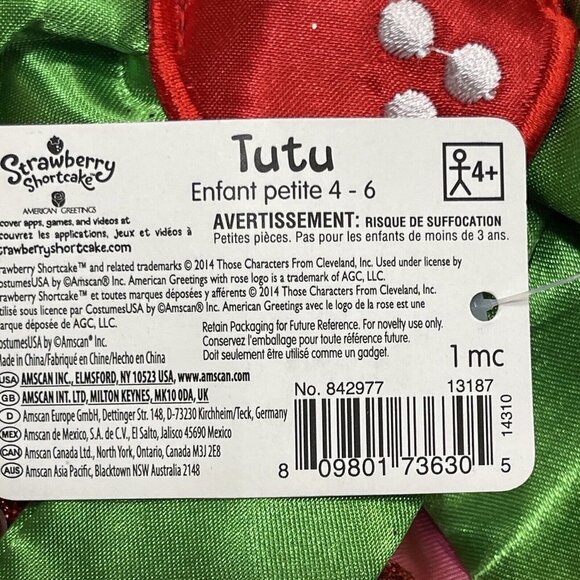 Strawberry
Shortcake™
AMERICAN GREETINGS
cover apps, games, and videos at
couvrez les applications, jeux et vidéos à
trawberryshortcake.com
Tutu
Enfant petite 4 - 6
4+
AVERTISSEMENT: RISQUE DE SUFFOCATION
Petites pièces. Pas pour les enfants de moins de 3 ans.
rawberry Shortcake™ and related trademarks © 2014 Those Characters From Cleveland, Inc. Used under license by
ostumesUSA by ©Amscan® Inc. American Greetings with rose logo is a trademark of AGC, LLC.
rawberry Shortcake™ et toutes marques déposées y afférents © 2014 Those Characters From Cleveland, Inc.
utilisé sous licence par CostumesUSA by ©Amscan® Inc. American Greetings avec le logo de la rose est une
arque déposée de AGC, LLC.
ostumesUSA by ©Amscan® Inc.
Made in China/Fabriqué en Chine/Hecho en China
Retain Packaging for Future Reference. For novelty use only.
Conservez l'emballage pour toute référence future.
Doit seulement être utilisé comme un gadget.
1 mc
USA AMSCAN INC., ELMSFORD, NY 10523 USA, www.amscan.com
GB AMSCAN INT. LTD, MILTON KEYNES, MK10 0DA, UK
D Amscan Europe GmbH, Dettinger Str. 148, D-73230 Kirchheim/Teck, Germany
MEX Amscan de Mexico, S.A. de C.V., El Salto, Jalisco 45690 Mexico
CAN Amscan Canada Ltd., North York, Ontario, Canada M3J 2E8
AUS Amscan Asia Pacific, Blacktown NSW Australia 2148
No. 842977
13187
14310
8 09801 73630 5